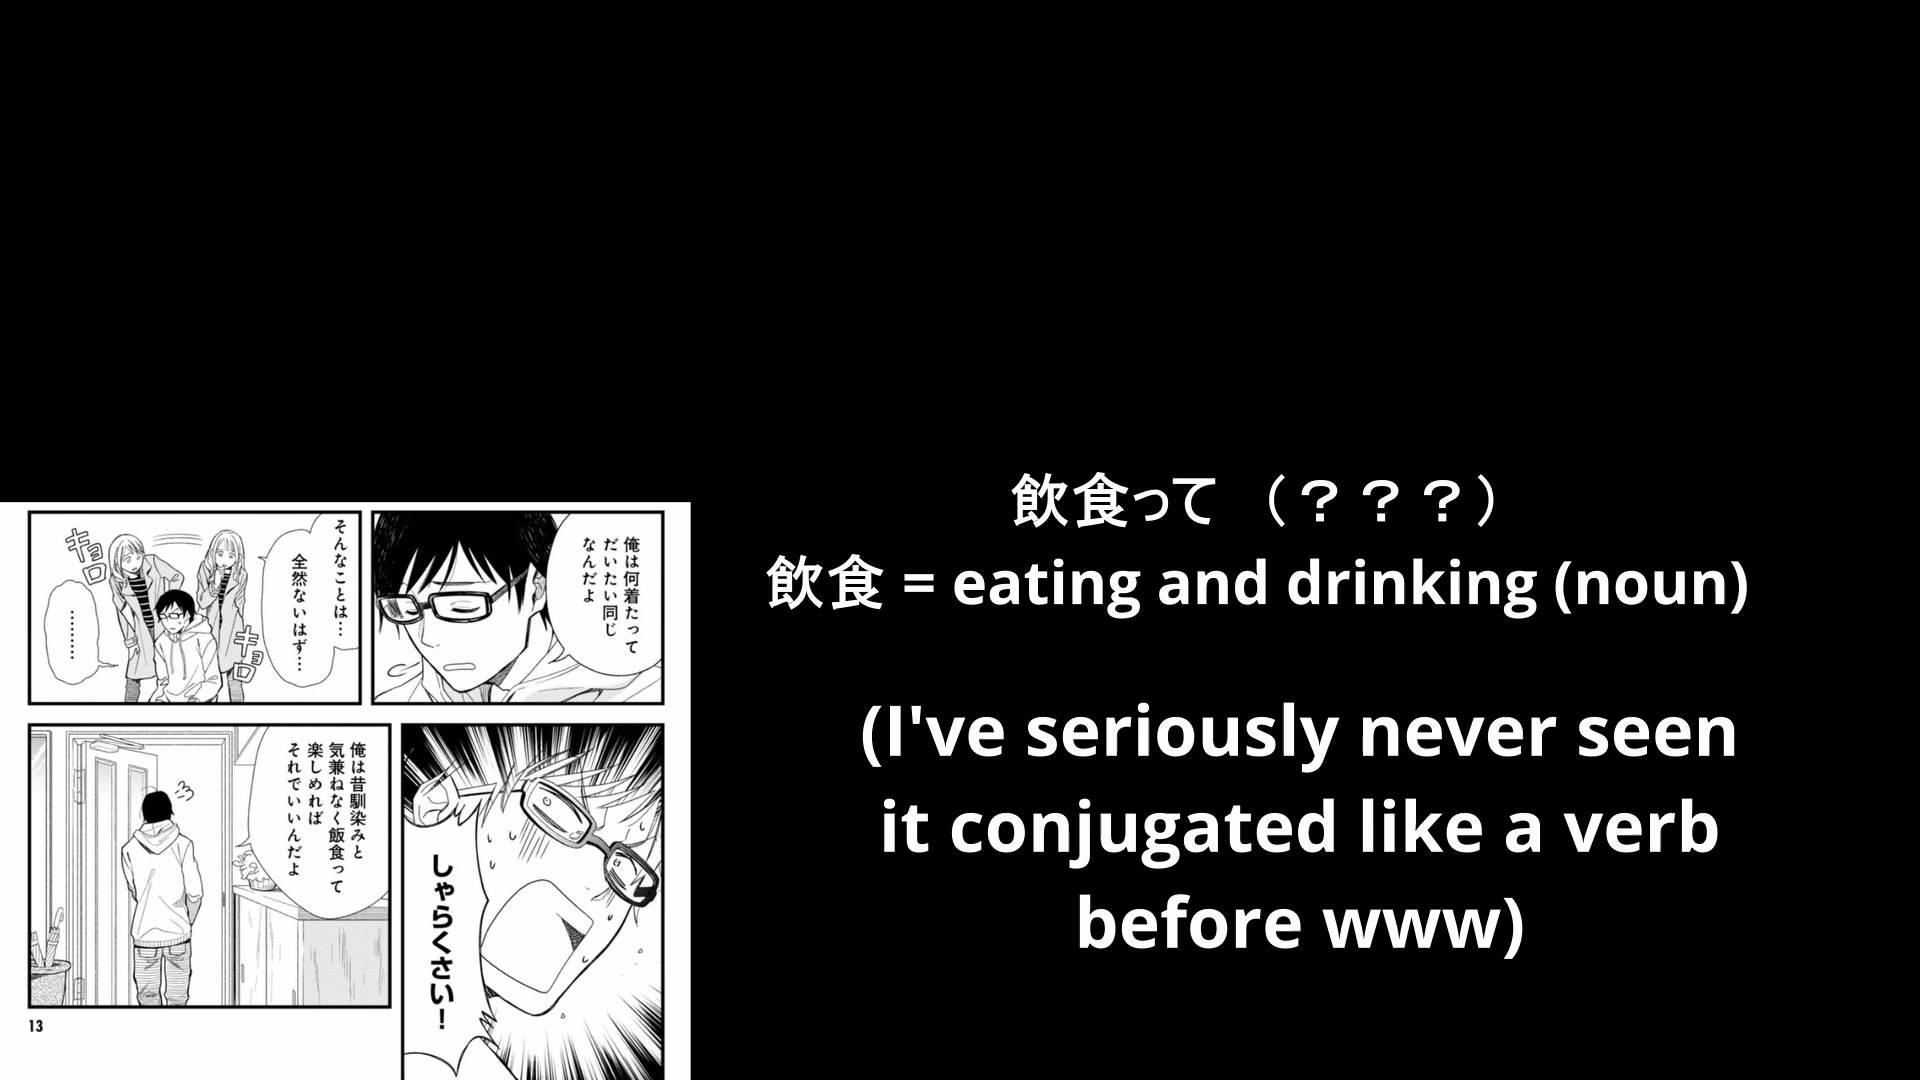 俺は何着たって
だいたい同じ
なんだよ
そんなことは…
全然ないはず…
キョロ
キョロ
…………
しゃらくさい!
俺は昔馴染みと
気兼ねなく飯食って
楽しめれば
それでいいんだよ
13
飲食って （？？？）
飲食 = eating and drinking (noun)
(I've seriously never seen
it conjugated like a verb
before www)